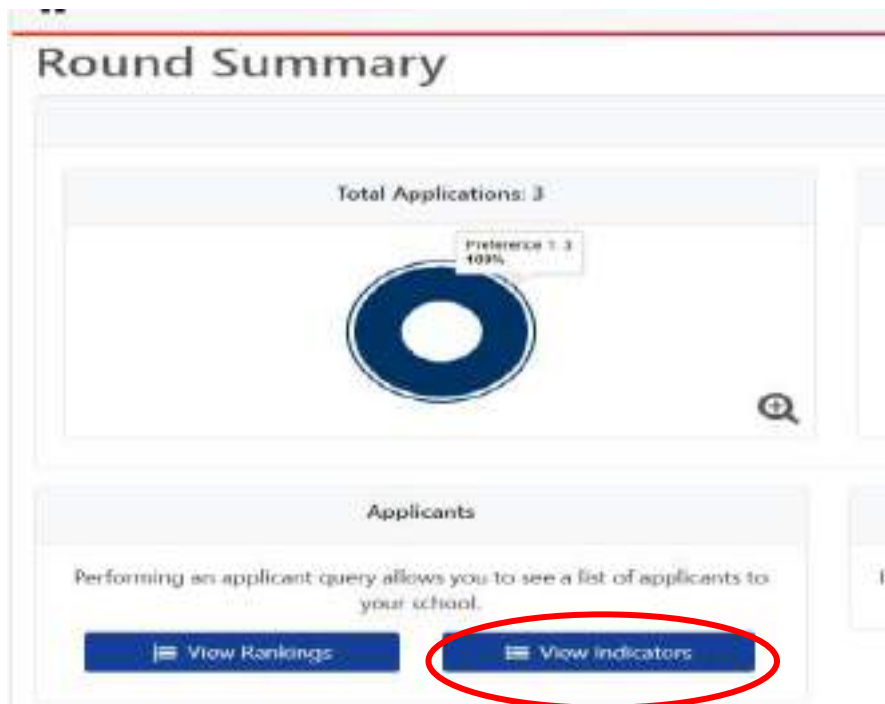 Round Summary
Total Applications: 3
Preference 1 3
100%
Applicants
Performing an applicant query allows you to see a list of applicants to
your school.
View Rankings
View Indicators